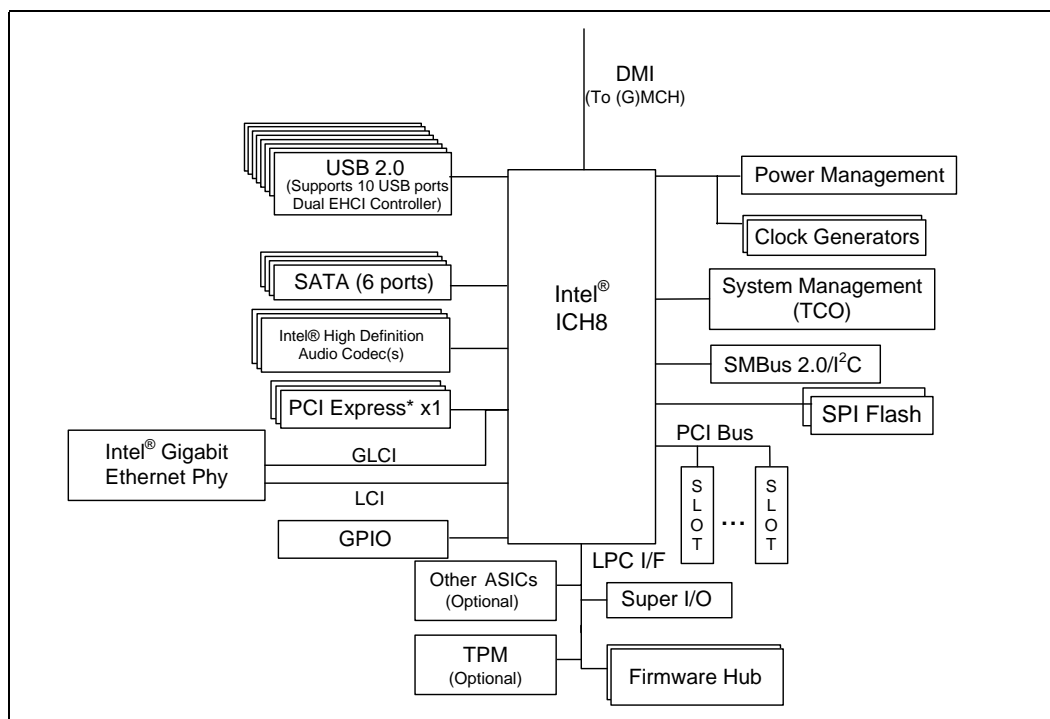 DMI
(To (G)MCH)
USB 2.0
(Supports 10 USB ports
Dual EHCI Controller)
Power Management
Clock Generators
SATA (6 ports)
Intel®
ICH8
System Management
(TCO)
Intel® High Definition
Audio Codec(s)
SMBus 2.0/I²C
PCI Express* x1
SPI Flash
Intel® Gigabit
Ethernet Phy
GLCI
LCI
PCI Bus
SLOT
...
SLOT
GPIO
LPC I/F
Other ASICs
(Optional)
Super I/O
TPM
(Optional)
Firmware Hub